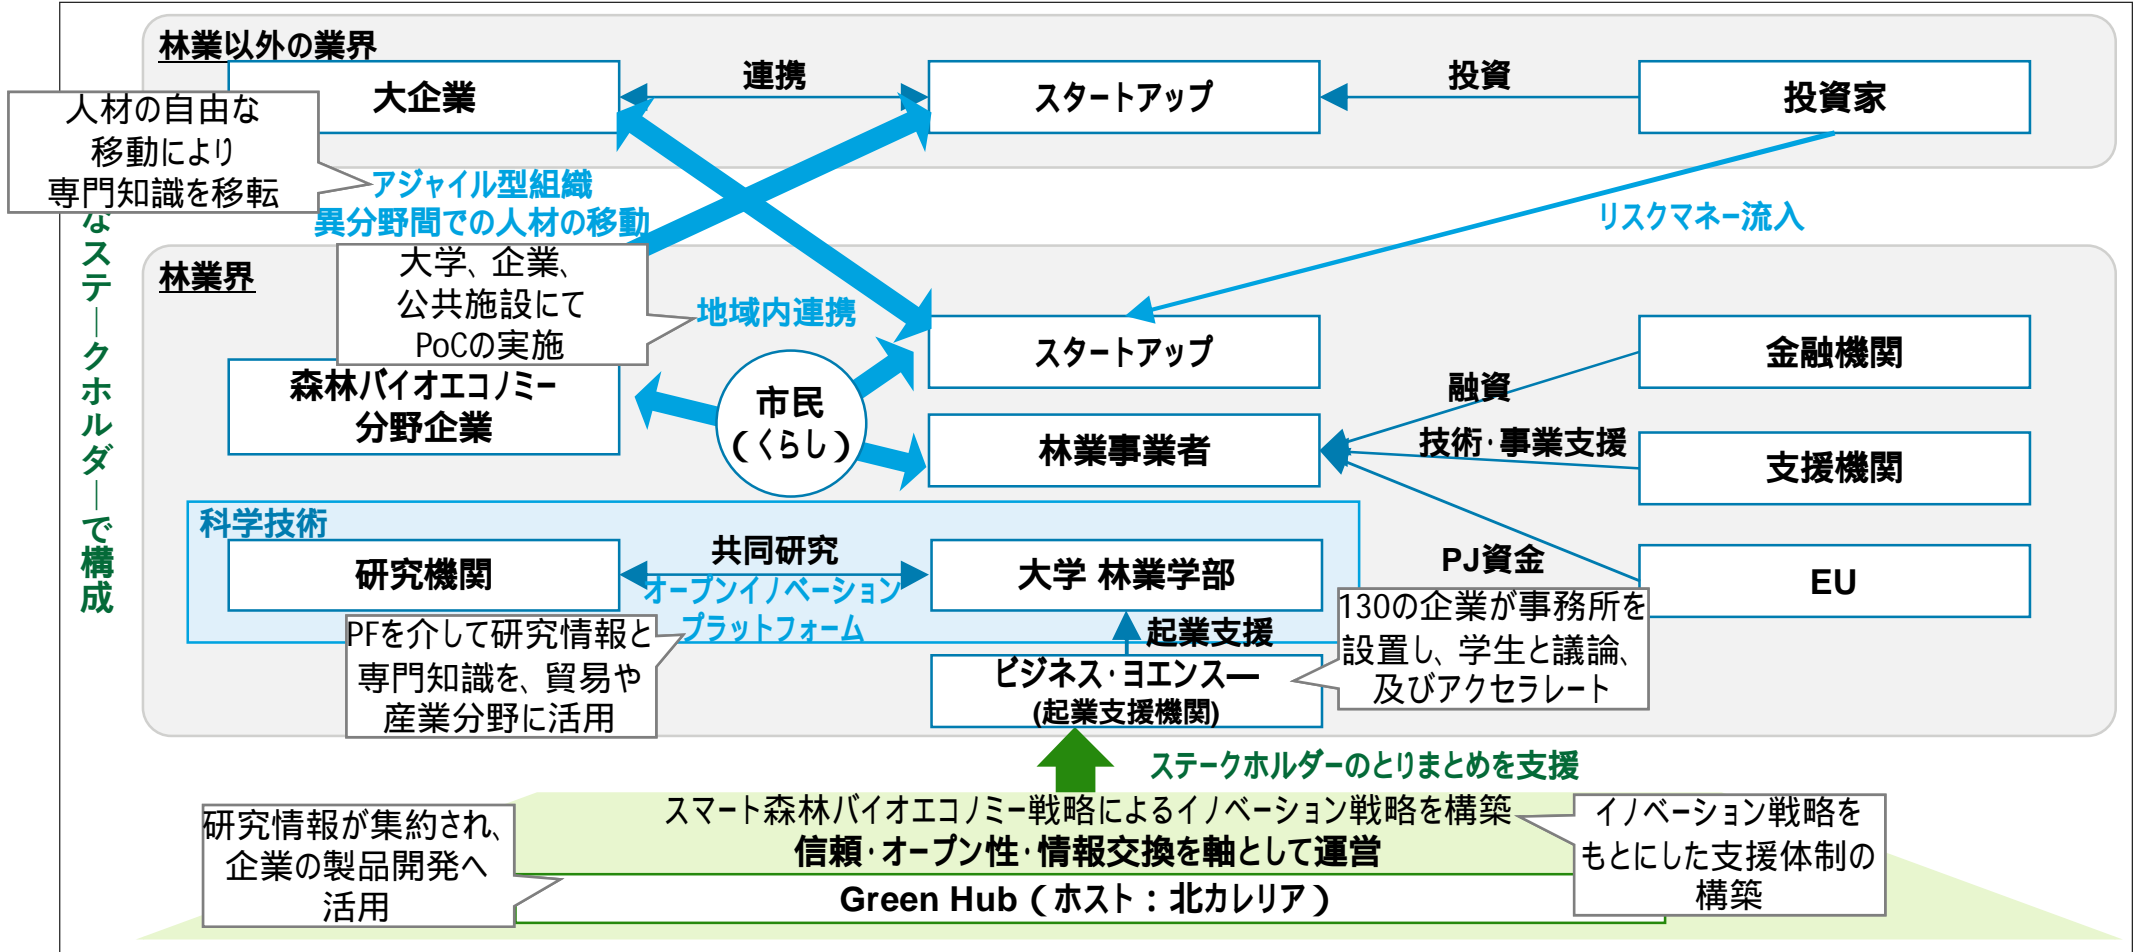 林業以外の業界
大企業
連携
スタートアップ
投資
投資家
人材の自由な
移動により
専門知識を移転
アジャイル型組織
異分野間での人材の移動
リスクマネー流入
なステークホルダーで構成
林業界
大学、企業、
公共施設にて
PoCの実施
地域内連携
スタートアップ
金融機関
森林バイオエコノミー
分野企業
市民
(くらし)
融資
林業事業者
技術・事業支援
支援機関
科学技術
研究機関
共同研究
大学 林業学部
PJ資金
EU
オープンイノベーション
プラットフォーム
PFを介して研究情報と
専門知識を、貿易や
産業分野に活用
起業支援
130の企業が事務所を
設置し、学生と議論、
及びアクセラレート
ビジネス・ヨエンスー
(起業支援機関)
ステークホルダーのとりまとめを支援
スマート森林バイオエコノミー戦略によるイノベーション戦略を構築
信頼・オープン性・情報交換を軸として運営
Green Hub(ホスト:北カレリア)
研究情報が集約され、
企業の製品開発へ
活用
イノベーション戦略を
もとにした支援体制の
構築